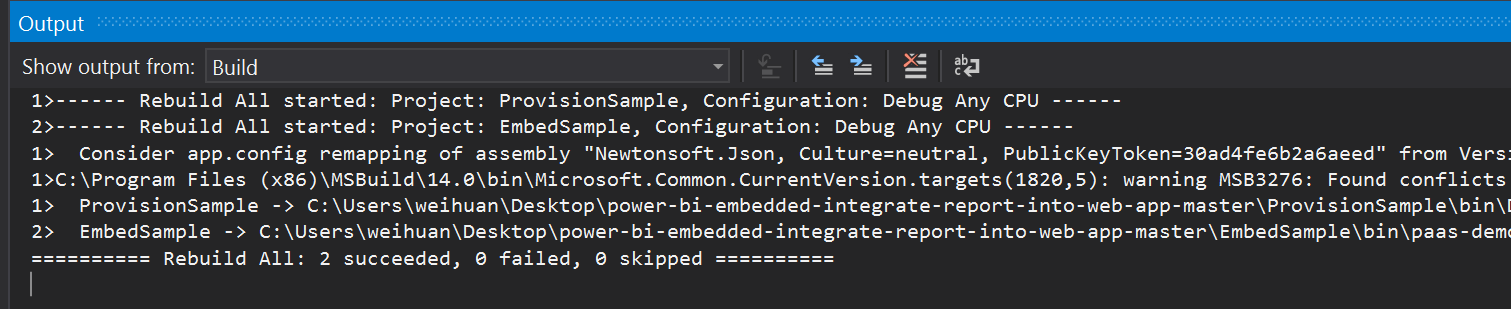 Output
Show output from: Build
1>------ Rebuild All started: Project: ProvisionSample, Configuration: Debug Any CPU ------
2>------ Rebuild All started: Project: EmbedSample, Configuration: Debug Any CPU ------
1>  Consider app.config remapping of assembly "Newtonsoft.Json, Culture=neutral, PublicKeyToken=30ad4fe6b2a6aeed" from Versi
1>C:\Program Files (x86)\MSBuild\14.0\bin\Microsoft.Common.CurrentVersion.targets(1820,5): warning MSB3276: Found conflicts
1>  ProvisionSample -> C:\Users\weihuan\Desktop\power-bi-embedded-integrate-report-into-web-app-master\ProvisionSample\bin\D
2>  EmbedSample -> C:\Users\weihuan\Desktop\power-bi-embedded-integrate-report-into-web-app-master\EmbedSample\bin\paas-demo
========== Rebuild All: 2 succeeded, 0 failed, 0 skipped ==========